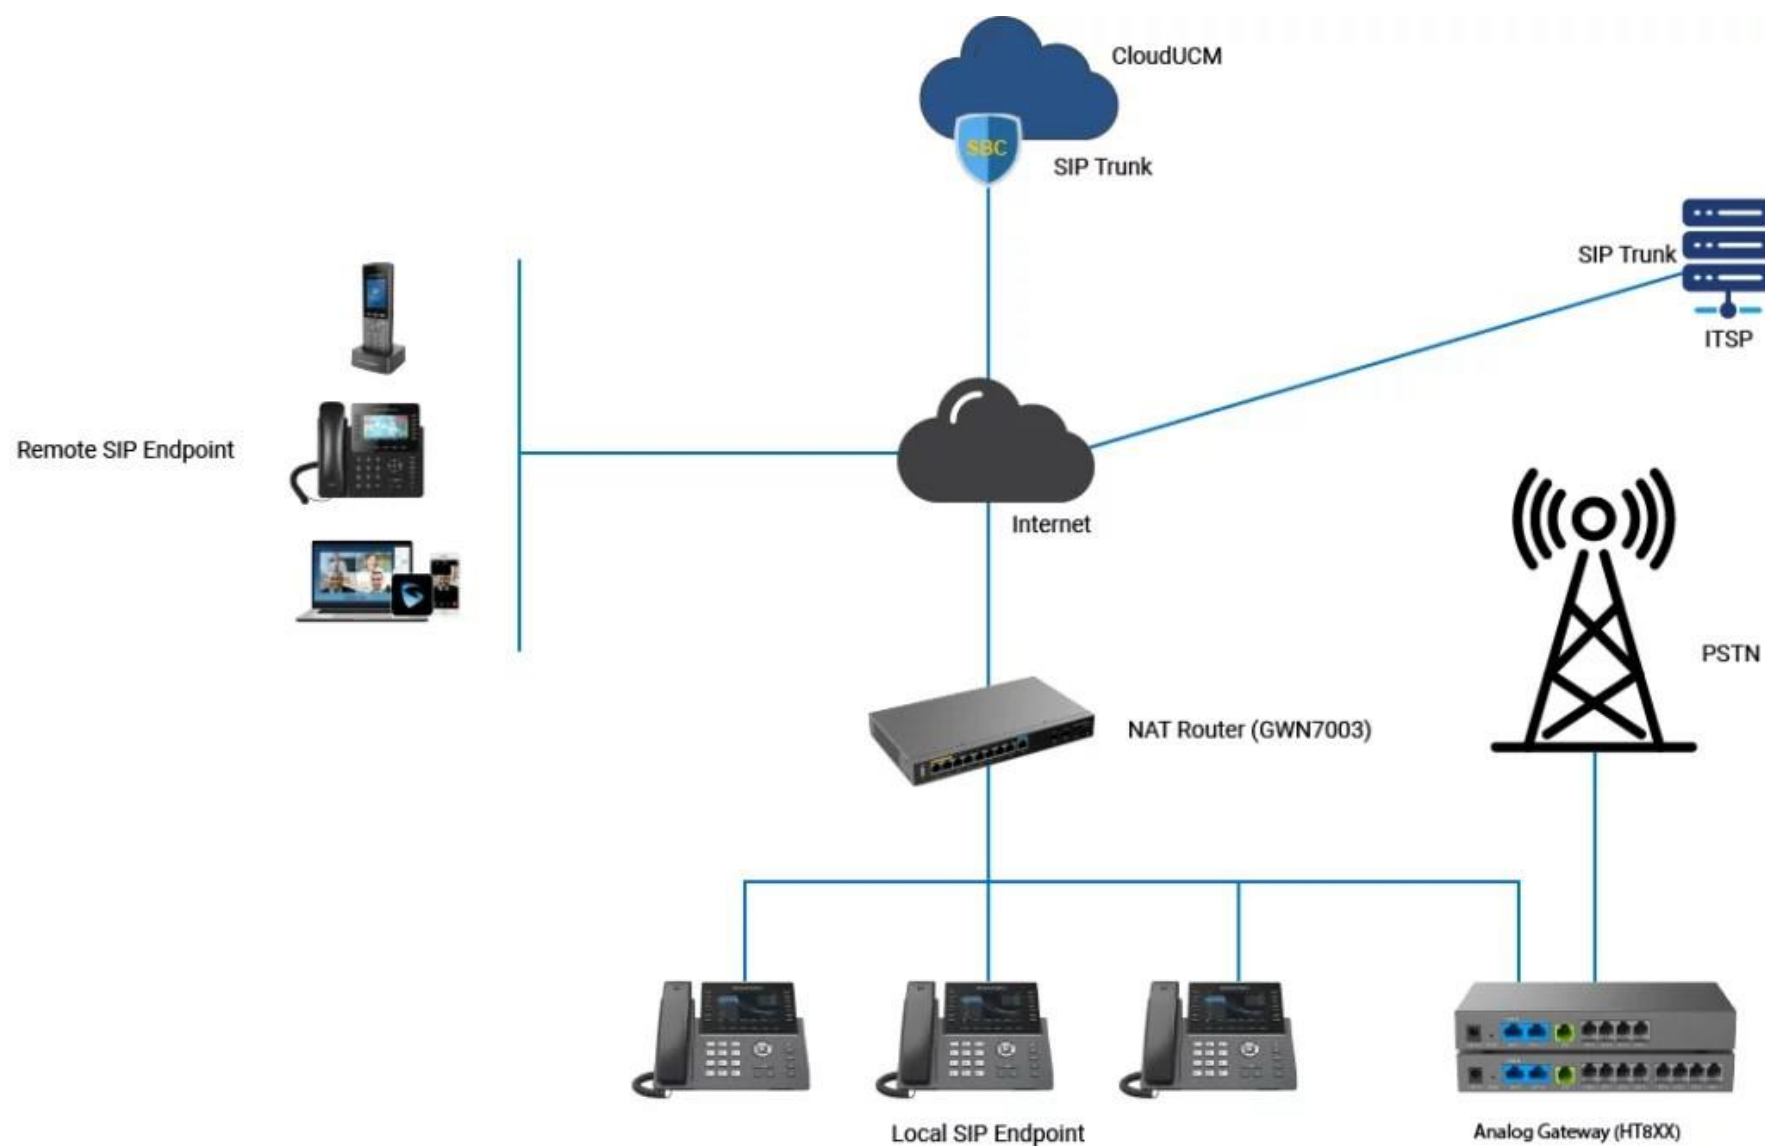 CloudUCM
SBC
SIP Trunk
SIP Trunk
ITSP
Remote SIP Endpoint
Internet
PSTN
NAT Router (GWN7003)
Local SIP Endpoint
Analog Gateway (HT8XX)